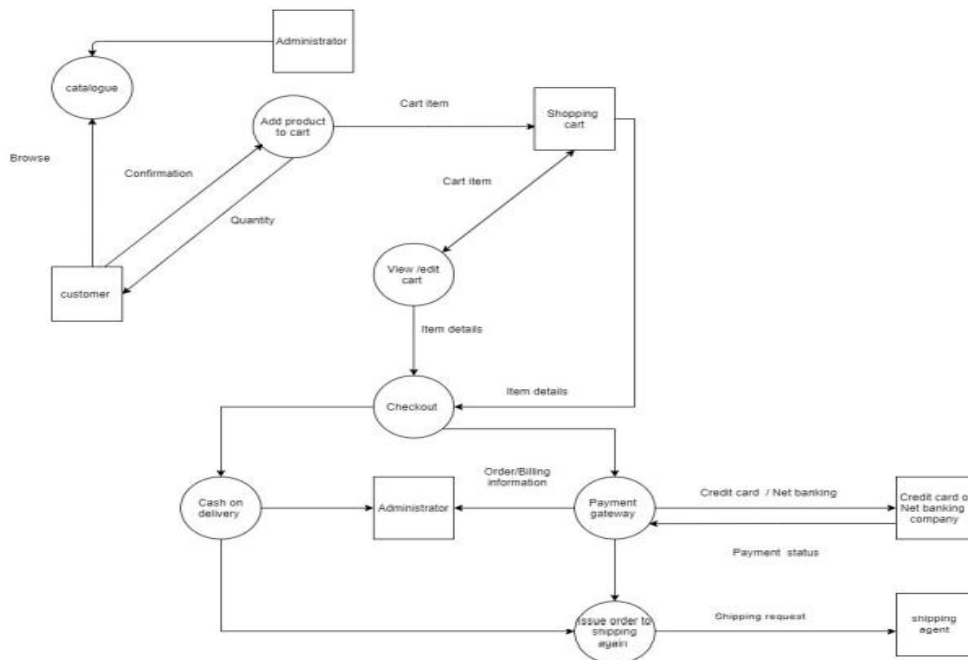 Administrator
catalogue
Add product
to cart
Cart item
Shopping
cart
Browse
Confirmation
Cart item
Quantity
View /edit
cart
customer
Item details
Item details
Checkout
Order/Billing
information
Cash on
delivery
Administrator
Payment
gateway
Credit card / Net banking
Credit card o
Net banking
company
Payment status
Issue order to
shipping
again
Shipping request
shipping
agent